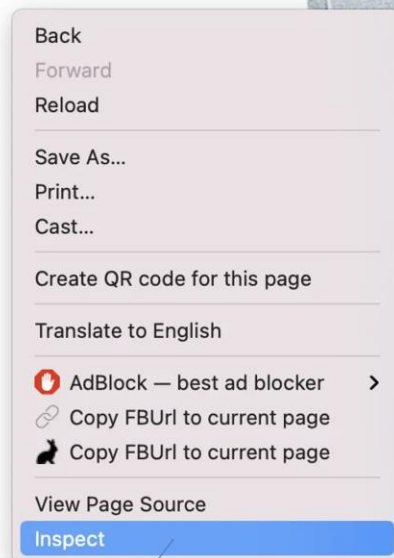 Back
Forward
Reload
Save As...
Print...
Cast...
Create QR code for this page
Translate to English
AdBlock — best ad blocker
Copy FBUrl to current page
Copy FBUrl to current page
View Page Source
Inspect